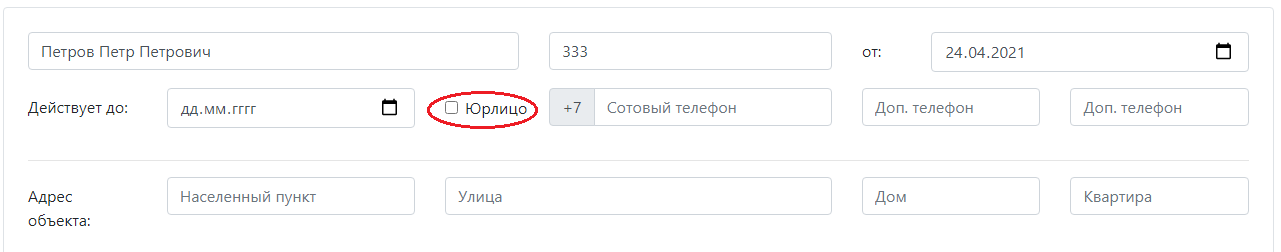 Петров Петр Петрович 333 от: 24.04.2021
Действует до: дд.мм.гггг Юрлицо +7 Сотовый телефон Доп. телефон Доп. телефон
Адрес объекта: Населенный пункт Улица Дом Квартира